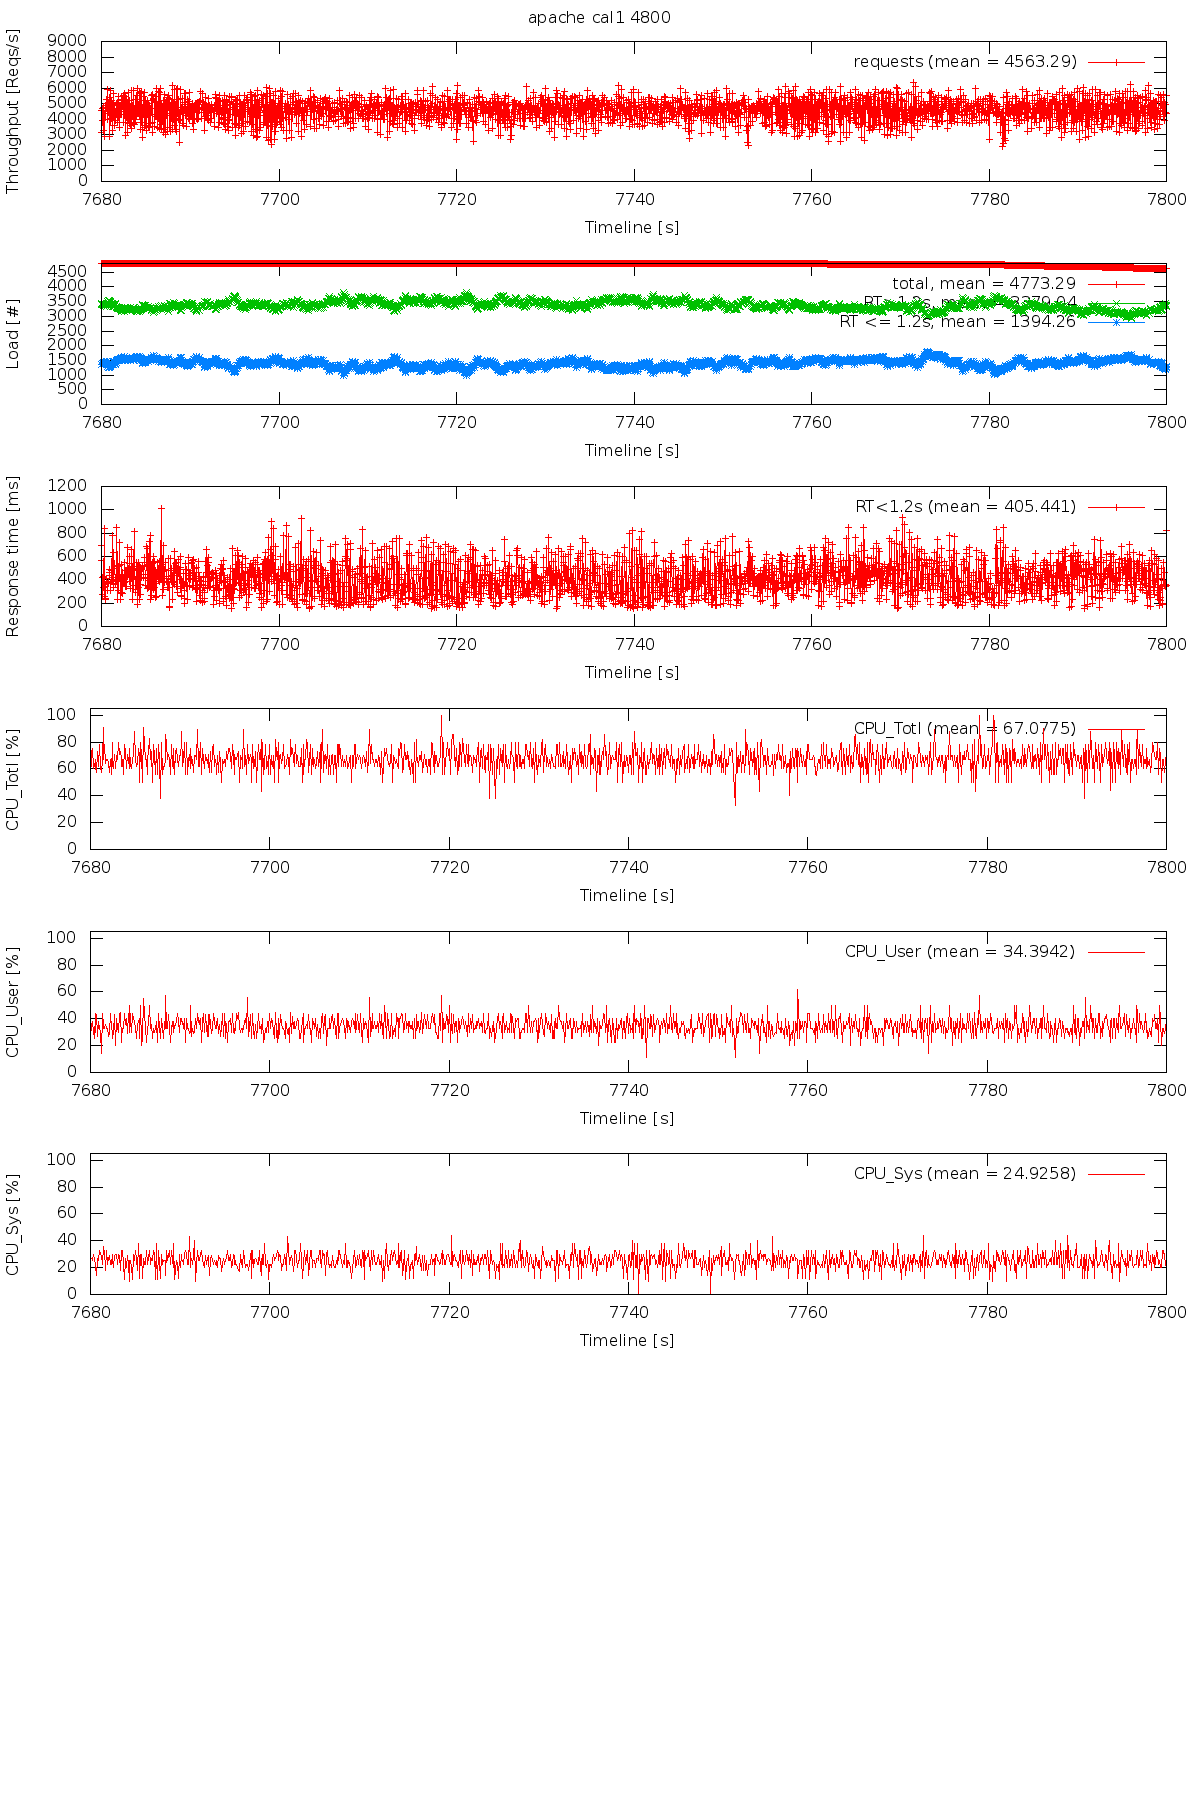 apache cal1 4800
Throughput [Reqs/s]
9000
8000
7000
6000
5000
4000
3000
2000
1000
0
requests (mean = 4563.29)
7680 7700 7720 7740 7760 7780 7800
Timeline [s]
Load [#]
4500
4000
3500
3000
2500
2000
1500
1000
500
0
total, mean = 4773.29
RT mean =
RT <= 1.2s, mean = 1394.26
7680 7700 7720 7740 7760 7780 7800
Timeline [s]
Response time [ms]
1200
1000
800
600
400
200
0
RT<1.2s (mean = 405.441)
7680 7700 7720 7740 7760 7780 7800
Timeline [s]
CPU_Totl [%]
100
80
60
40
20
0
CPU_Totl (mean = 67.0775)
7680 7700 7720 7740 7760 7780 7800
Timeline [s]
CPU_User [%]
100
80
60
40
20
0
CPU_User (mean = 34.3942)
7680 7700 7720 7740 7760 7780 7800
Timeline [s]
CPU_Sys [%]
100
80
60
40
20
0
CPU_Sys (mean = 24.9258)
7680 7700 7720 7740 7760 7780 7800
Timeline [s]